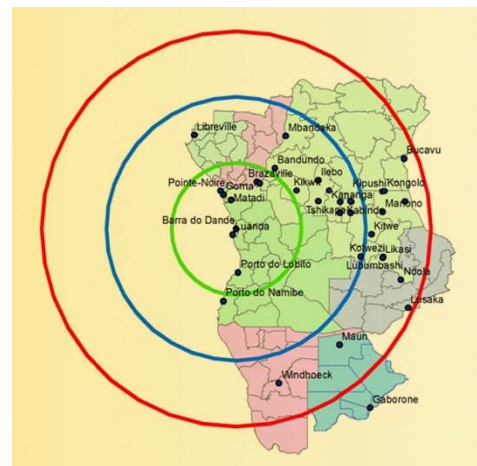 Libreville
Mbandaka
Bucavu
Bandundu
Brazaville
Ilebo
Kikwit
Kipushi
Kongolo
Pointe-Noire
Goma
Kananga
Matadi
Tshikapa
Kabinda
Manono
Barra do Dande
Luanda
Kitwe
Kolwezi
Likasi
Lubumbashi
Porto do Lobito
Ndola
Porto do Namibe
Lusaka
Maun
Windhoeck
Gaborone